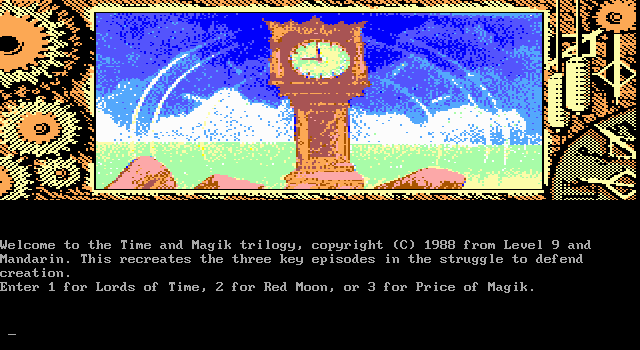 Welcome to the Time and Magik trilogy, copyright (C) 1988 from Level 9 and
Mandarin. This recreates the three key episodes in the struggle to defend
creation.
Enter 1 for Lords of Time, 2 for Red Moon, or 3 for Price of Magik.